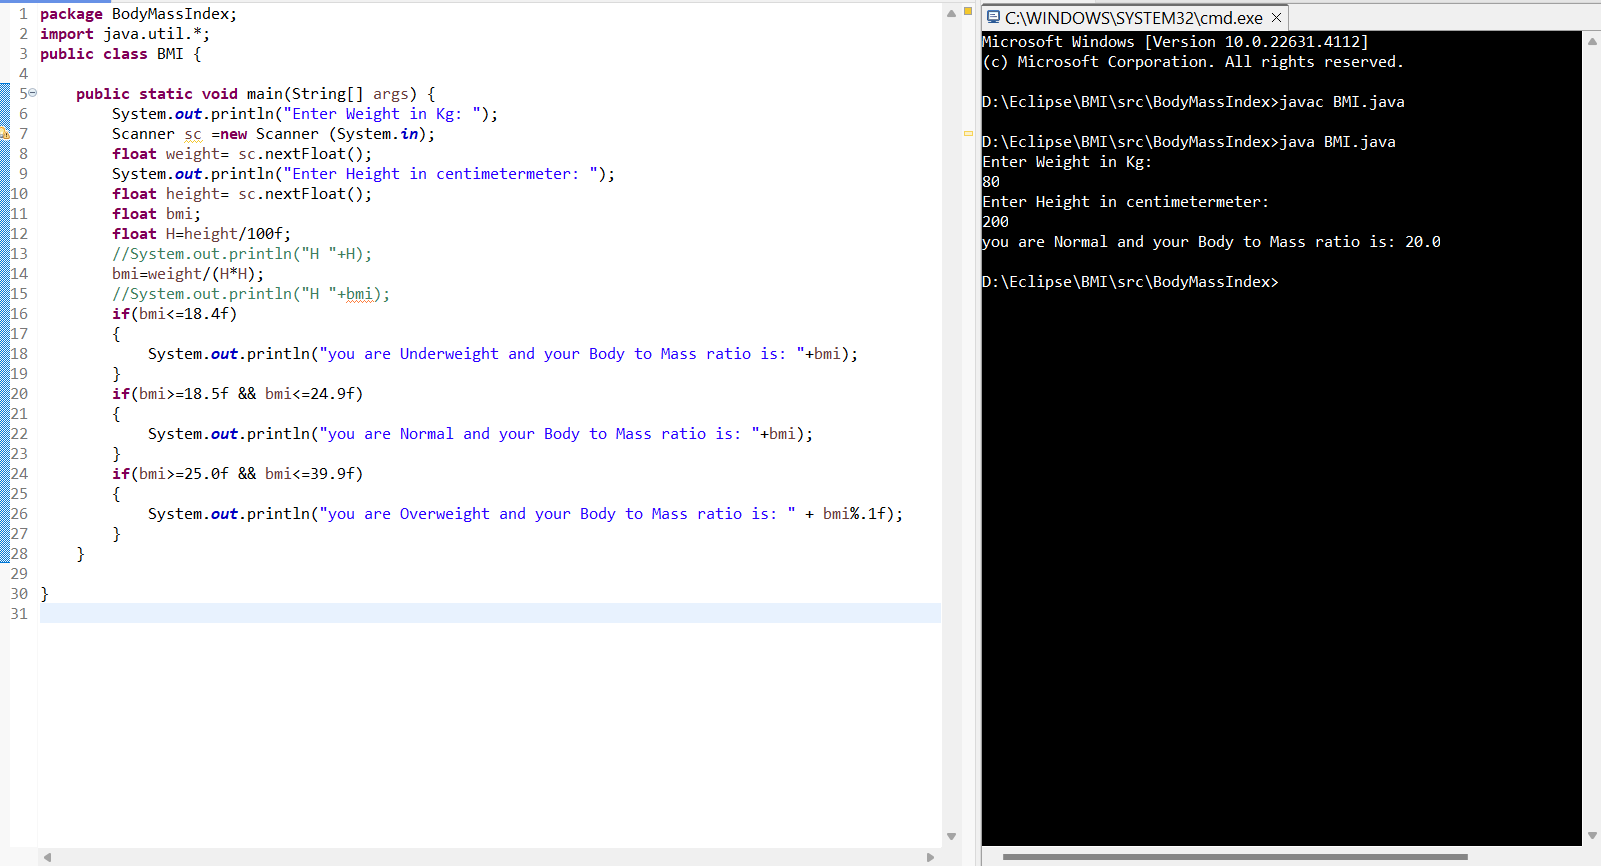 1 package BodyMassIndex;
2 import java.util.*;
3 public class BMI {
4
5 public static void main(String[] args) {
6 System.out.println("Enter Weight in Kg: ");
7 Scanner sc =new Scanner (System.in);
8 float weight= sc.nextFloat();
9 System.out.println("Enter Height in centimetermeter: ");
10 float height= sc.nextFloat();
11 float bmi;
12 float H=height/100f;
13 //System.out.println("H "+H);
14 bmi=weight/(H*H);
15 //System.out.println("H "+bmi);
16 if(bmi<=18.4f)
17 {
18 System.out.println("you are Underweight and your Body to Mass ratio is: "+bmi);
19 }
20 if(bmi>=18.5f && bmi<=24.9f)
21 {
22 System.out.println("you are Normal and your Body to Mass ratio is: "+bmi);
23 }
24 if(bmi>=25.0f && bmi<=39.9f)
25 {
26 System.out.println("you are Overweight and your Body to Mass ratio is: " + bmi%.1f);
27 }
28 }
29
30 }
31
C:\WINDOWS\SYSTEM32\cmd.exe
Microsoft Windows [Version 10.0.22631.4112]
(c) Microsoft Corporation. All rights reserved.
D:\Eclipse\BMI\src\BodyMassIndex>javac BMI.java
D:\Eclipse\BMI\src\BodyMassIndex>java BMI.java
Enter Weight in Kg:
80
Enter Height in centimetermeter:
200
you are Normal and your Body to Mass ratio is: 20.0
D:\Eclipse\BMI\src\BodyMassIndex>